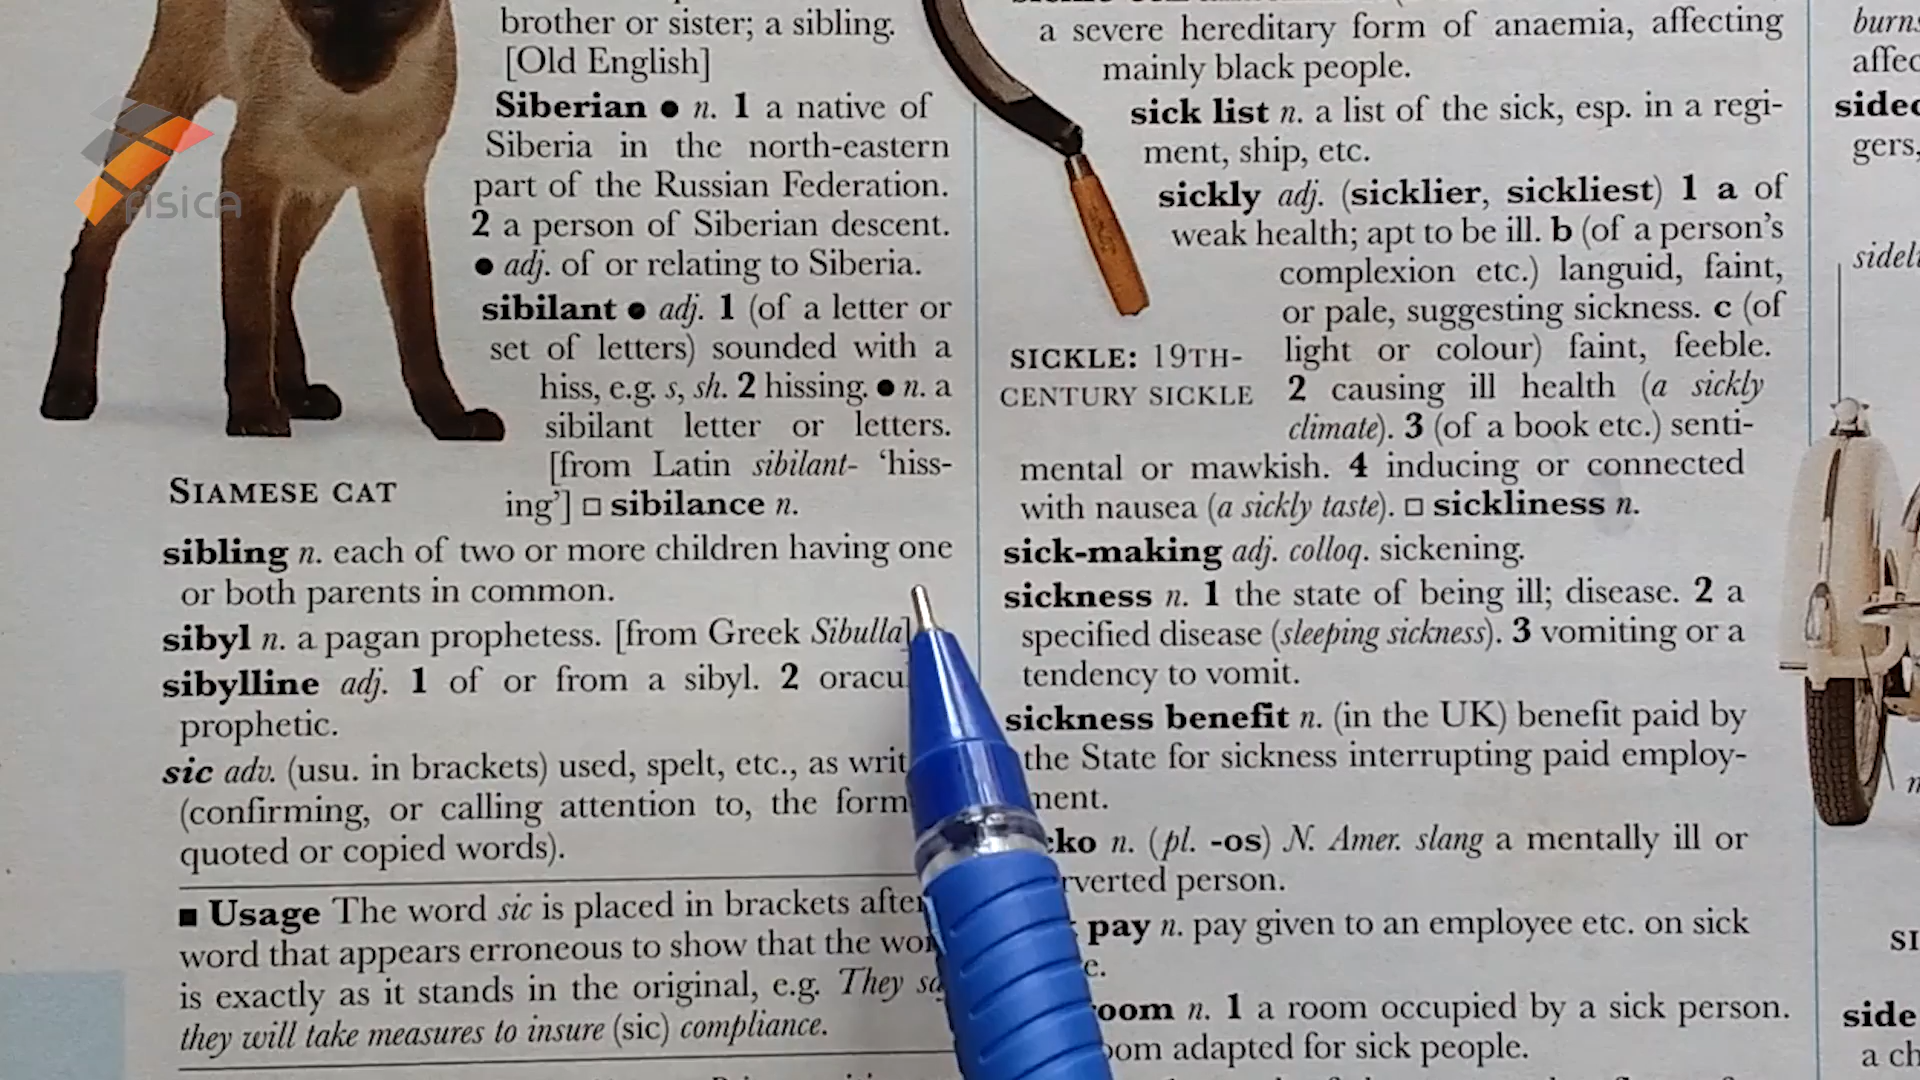 fisica
brother or sister; a sibling.
[Old English]
Siberian ● n. 1 a native of
Siberia in the north-eastern
part of the Russian Federation.
2 a person of Siberian descent.
● adj. of or relating to Siberia.
sibilant ● adj. 1 (of a letter or
set of letters) sounded with a
hiss, e.g. s, sh. 2 hissing. ● n. a
sibilant letter or letters.
[from Latin sibilant- ‘hiss-
ing’] □ sibilance n.
SIAMESE CAT
sibling n. each of two or more children having one
or both parents in common.
sibyl n. a pagan prophetess. [from Greek Sibulla]
sibylline adj. 1 of or from a sibyl. 2 oracu
prophetic.
sic adv. (usu. in brackets) used, spelt, etc., as writ
(confirming, or calling attention to, the form
quoted or copied words).
■ Usage The word sic is placed in brackets after
word that appears erroneous to show that the wor
is exactly as it stands in the original, e.g. They sa
they will take measures to insure (sic) compliance.
a severe hereditary form of anaemia, affecting
mainly black people.
sick list n. a list of the sick, esp. in a regi-
ment, ship, etc.
sickly adj. (sicklier, sickliest) 1 a of
weak health; apt to be ill. b (of a person’s
complexion etc.) languid, faint,
or pale, suggesting sickness. c (of
light or colour) faint, feeble.
2 causing ill health (a sickly
climate). 3 (of a book etc.) senti-
mental or mawkish. 4 inducing or connected
with nausea (a sickly taste). □ sickliness n.
SICKLE: 19TH-
CENTURY SICKLE
sick-making adj. colloq. sickening.
sickness n. 1 the state of being ill; disease. 2 a
specified disease (sleeping sickness). 3 vomiting or a
tendency to vomit.
sickness benefit n. (in the UK) benefit paid by
the State for sickness interrupting paid employ-
ment.
cko n. (pl. -os) N. Amer. slang a mentally ill or
rverted person.
pay n. pay given to an employee etc. on sick
e.
oom n. 1 a room occupied by a sick person.
oom adapted for sick people.
burns
affec
sidec
gers,
sidel
SI
side
a ch